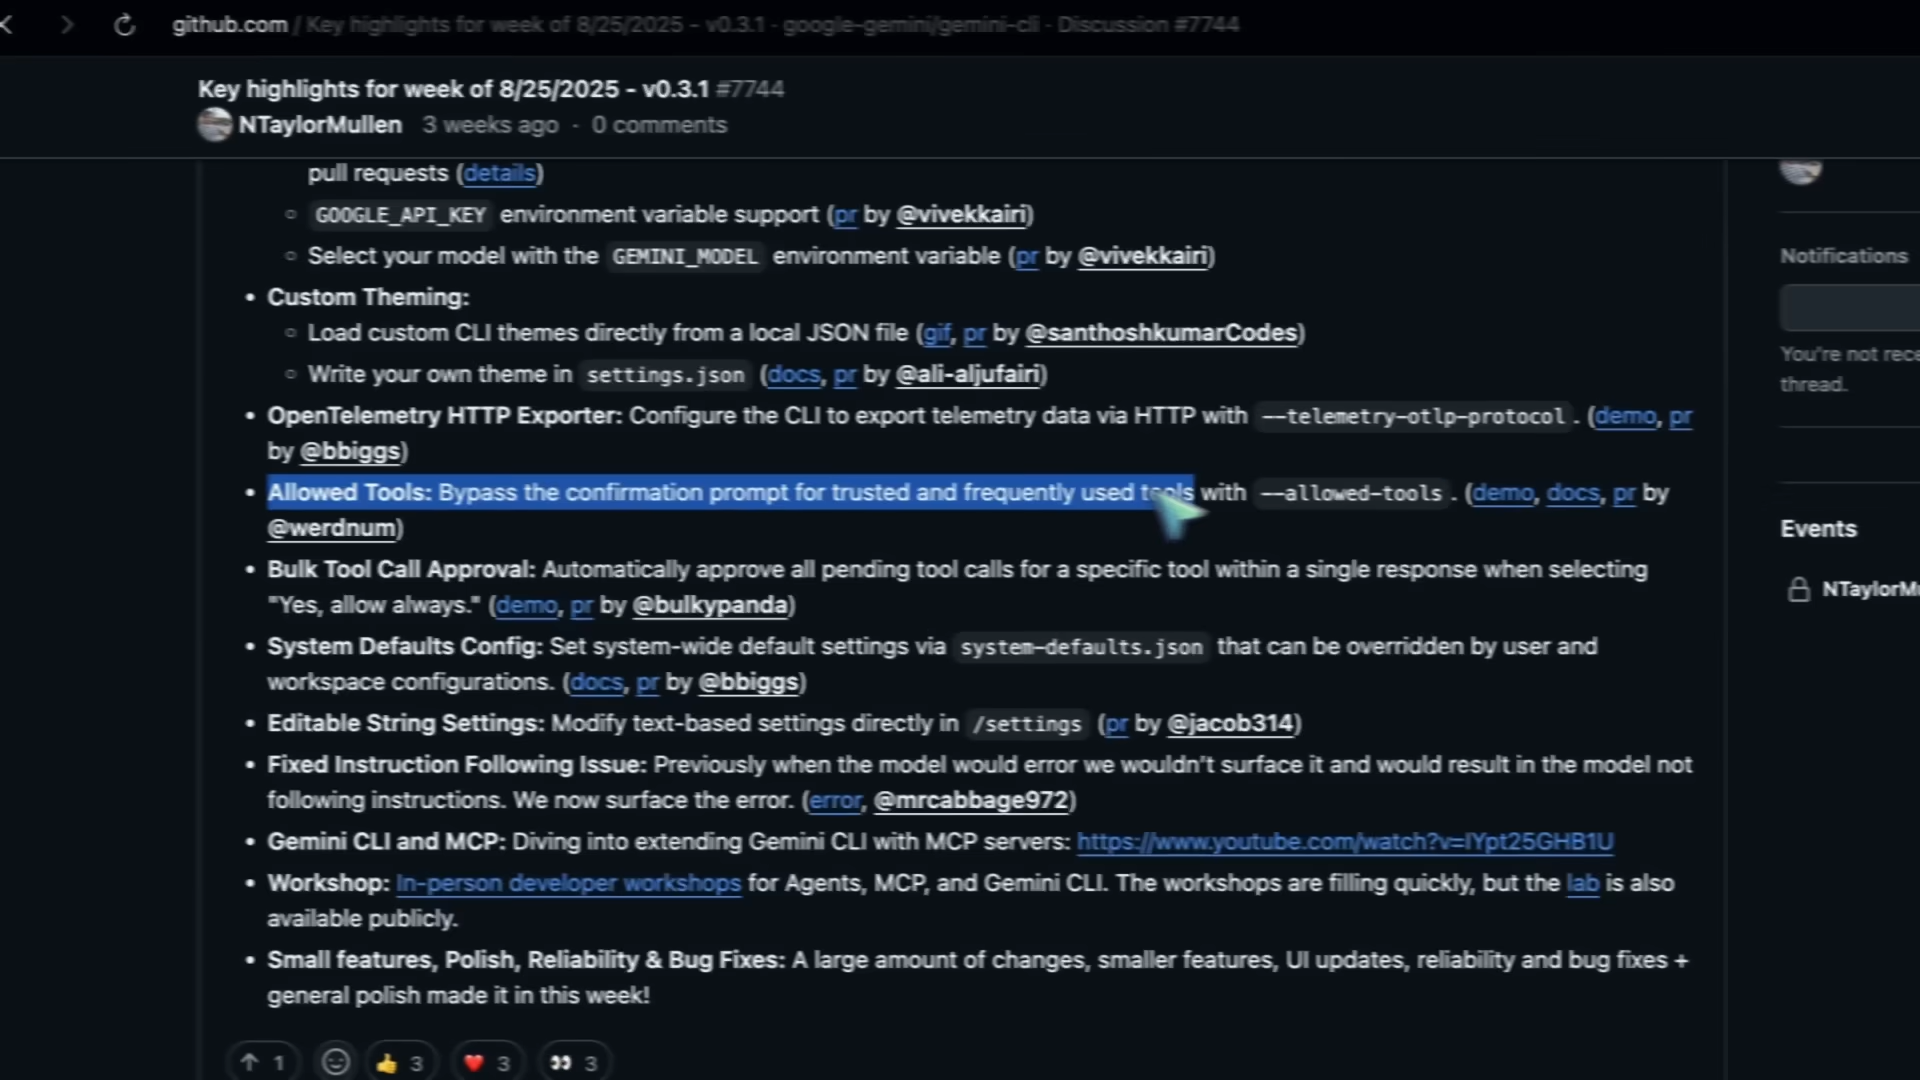 github.com / Key highlights for week of 8/25/2025 - v0.3.1 · google-gemini/gemini-cli · Discussion #7744
Key highlights for week of 8/25/2025 - v0.3.1 #7744
NTaylorMullen 3 weeks ago · 0 comments
pull requests (details)
○ GOOGLE_API_KEY environment variable support (pr by @vivekkairi)
○ Select your model with the GEMINI_MODEL environment variable (pr by @vivekkairi)
• Custom Theming:
○ Load custom CLI themes directly from a local JSON file (gif, pr by @santhoshkumarCodes)
○ Write your own theme in settings.json (docs, pr by @ali-aljufairi)
• OpenTelemetry HTTP Exporter: Configure the CLI to export telemetry data via HTTP with --telemetry-otlp-protocol. (demo, pr
by @bbiggs)
• Allowed Tools: Bypass the confirmation prompt for trusted and frequently used tools with --allowed-tools. (demo, docs, pr by
@werdnum)
• Bulk Tool Call Approval: Automatically approve all pending tool calls for a specific tool within a single response when selecting
"Yes, allow always." (demo, pr by @bulkypanda)
• System Defaults Config: Set system-wide default settings via system-defaults.json that can be overridden by user and
workspace configurations. (docs, pr by @bbiggs)
• Editable String Settings: Modify text-based settings directly in /settings (pr by @jacob314)
• Fixed Instruction Following Issue: Previously when the model would error we wouldn't surface it and would result in the model not
following instructions. We now surface the error. (error, @mrcabbage972)
• Gemini CLI and MCP: Diving into extending Gemini CLI with MCP servers: https://www.youtube.com/watch?v=IYpt25GHB1U
• Workshop: In-person developer workshops for Agents, MCP, and Gemini CLI. The workshops are filling quickly, but the lab is also
available publicly.
• Small features, Polish, Reliability & Bug Fixes: A large amount of changes, smaller features, UI updates, reliability and bug fixes +
general polish made it in this week!
↑ 1 👍 3 ❤️ 3 👀 3
Notifications
You're not rece
thread.
Events
NTaylorMu